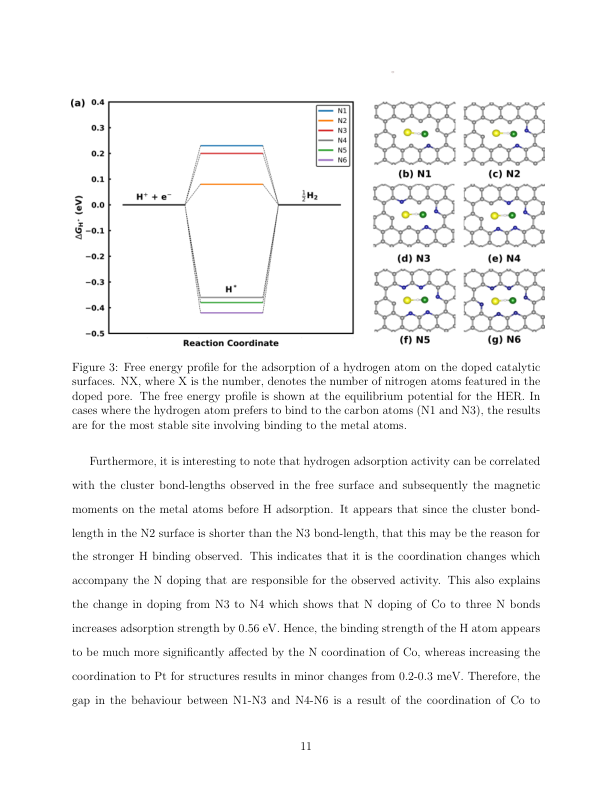 (a)
0.4
0.3
0.2
0.1
0.0
−0.1
−0.2
−0.3
−0.4
−0.5
ΔG_H* (eV)
Reaction Coordinate
H⁺ + e⁻
½H₂
H*
N1
N2
N3
N4
N5
N6
(b) N1
(c) N2
(d) N3
(e) N4
(f) N5
(g) N6
Figure 3: Free energy profile for the adsorption of a hydrogen atom on the doped catalytic
surfaces. NX, where X is the number, denotes the number of nitrogen atoms featured in the
doped pore. The free energy profile is shown at the equilibrium potential for the HER. In
cases where the hydrogen atom prefers to bind to the carbon atoms (N1 and N3), the results
are for the most stable site involving binding to the metal atoms.
Furthermore, it is interesting to note that hydrogen adsorption activity can be correlated
with the cluster bond-lengths observed in the free surface and subsequently the magnetic
moments on the metal atoms before H adsorption. It appears that since the cluster bond-
length in the N2 surface is shorter than the N3 bond-length, that this may be the reason for
the stronger H binding observed. This indicates that it is the coordination changes which
accompany the N doping that are responsible for the observed activity. This also explains
the change in doping from N3 to N4 which shows that N doping of Co to three N bonds
increases adsorption strength by 0.56 eV. Hence, the binding strength of the H atom appears
to be much more significantly affected by the N coordination of Co, whereas increasing the
coordination to Pt for structures results in minor changes from 0.2-0.3 meV. Therefore, the
gap in the behaviour between N1-N3 and N4-N6 is a result of the coordination of Co to
11